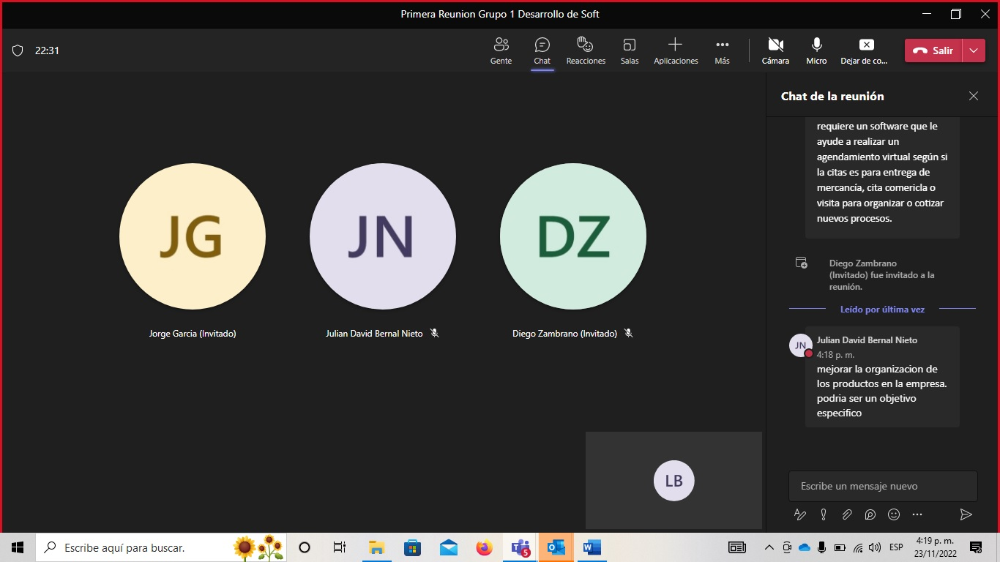 Primera Reunion Grupo 1 Desarrollo de Soft
22:31
Gente
Chat
Reacciones
Salas
Aplicaciones
Más
Cámara
Micro
Dejar de co...
Salir
Chat de la reunión
requiere un software que le
ayude a realizar un
agendamiento virtual según si
la citas es para entrega de
mercancía, cita comericla o
visita para organizar o cotizar
nuevos procesos.
Diego Zambrano
(Invitado) fue invitado a la
reunión.
Leído por última vez
JN
Julian David Bernal Nieto
4:18 p. m.
mejorar la organizacion de
los productos en la empresa.
podria ser un objetivo
especifico
Escribe un mensaje nuevo
JG
JN
DZ
Jorge Garcia (Invitado)
Julian David Bernal Nieto
Diego Zambrano (Invitado)
LB
Escribe aquí para buscar.
5
ESP
4:19 p. m.
23/11/2022